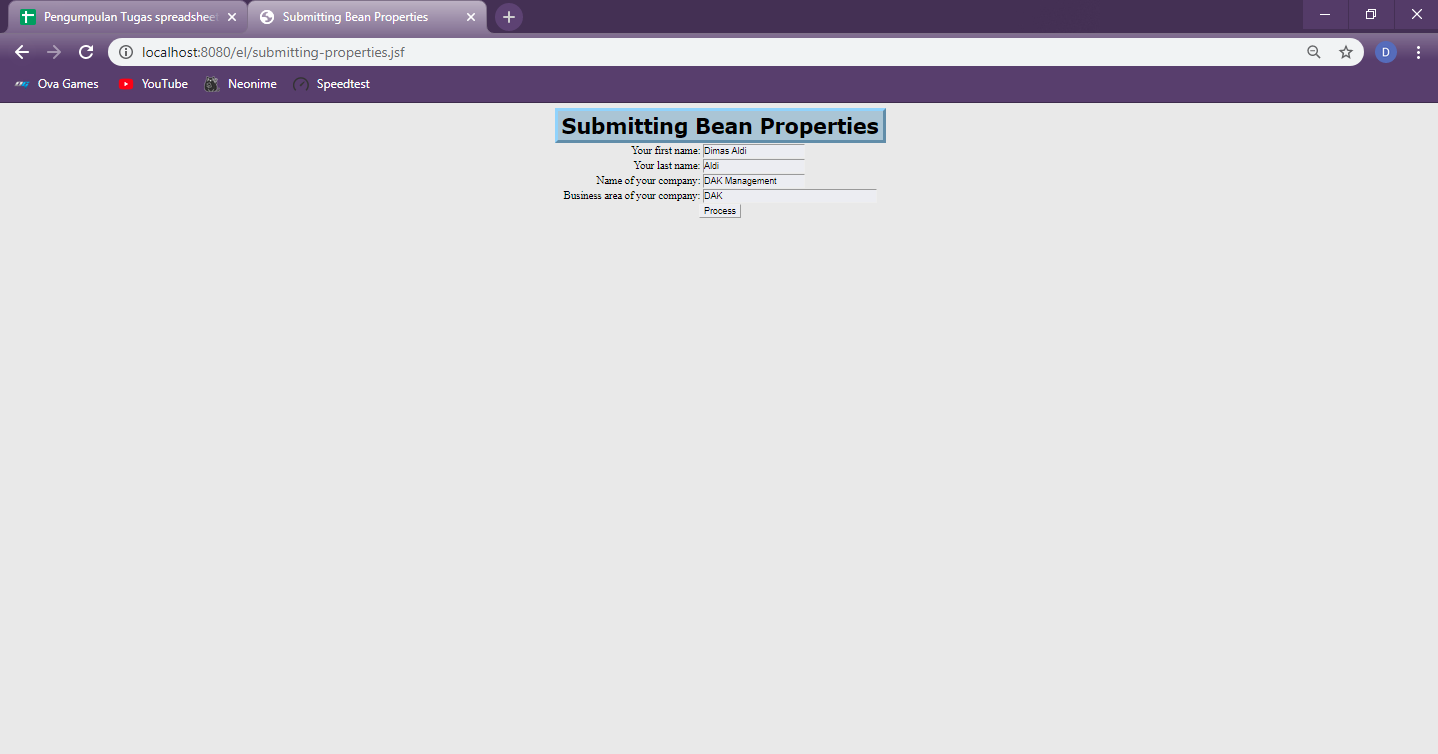 Pengumpulan Tugas spreadsheet
Submitting Bean Properties
localhost:8080/el/submitting-properties.jsf
D
Ova Games
YouTube
Neonime
Speedtest
Submitting Bean Properties
Your first name: Dimas Aldi
Your last name: Aldi
Name of your company: DAK Management
Business area of your company: DAK
Process